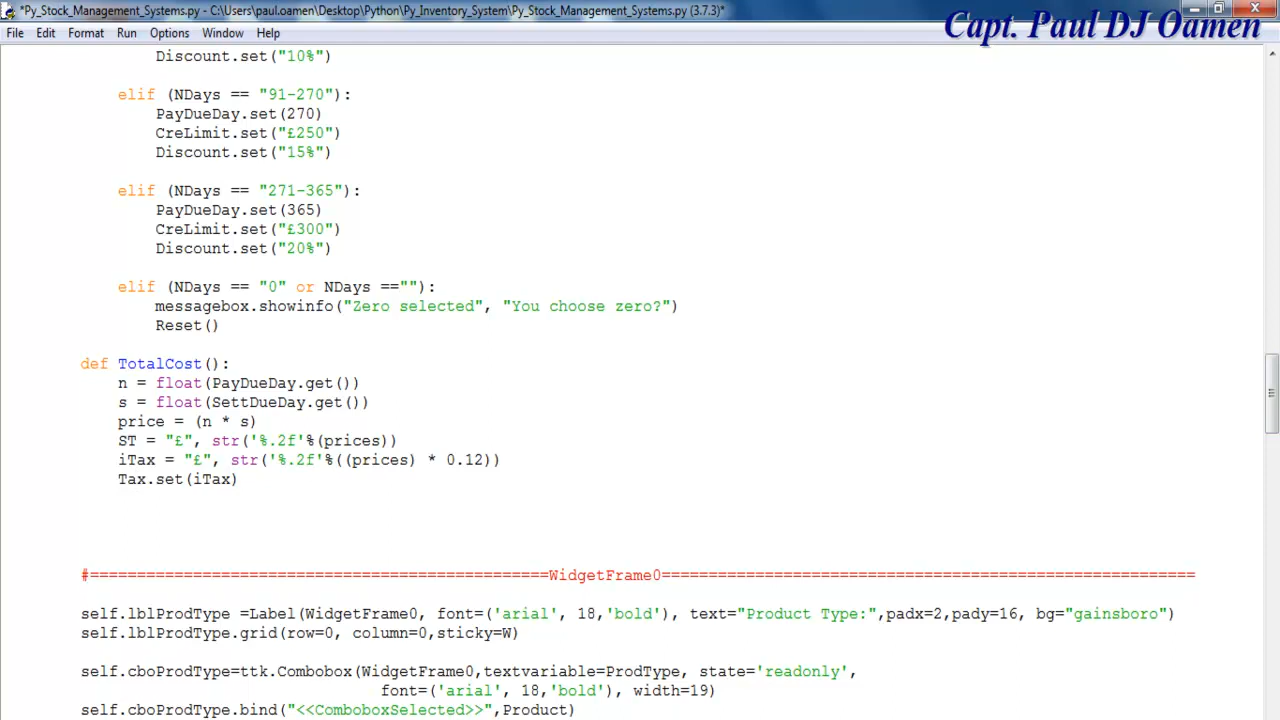 *Py_Stock_Management_Systems.py - C:\Users\paul.oamen\Desktop\Python\Py_Inventory_System\Py_Stock_Management_Systems.py (3.7.3)*
Capt. Paul DJ Oamen
File Edit Format Run Options Window Help
Discount.set("10%")
elif (NDays == "91-270"):
PayDueDay.set(270)
CreLimit.set("£250")
Discount.set("15%")
elif (NDays == "271-365"):
PayDueDay.set(365)
CreLimit.set("£300")
Discount.set("20%")
elif (NDays == "0" or NDays ==""):
messagebox.showinfo("Zero selected", "You choose zero?")
Reset()
def TotalCost():
n = float(PayDueDay.get())
s = float(SettDueDay.get())
price = (n * s)
ST = "£", str('%.2f'%(prices))
iTax = "£", str('%.2f'%((prices) * 0.12))
Tax.set(iTax)
#=================================================WidgetFrame0=========================================================
self.lblProdType =Label(WidgetFrame0, font=('arial', 18,'bold'), text="Product Type:",padx=2,pady=16, bg="gainsboro")
self.lblProdType.grid(row=0, column=0,sticky=W)
self.cboProdType=ttk.Combobox(WidgetFrame0,textvariable=ProdType, state='readonly',
font=('arial', 18,'bold'), width=19)
self.cboProdType.bind("<<ComboboxSelected>>",Product)